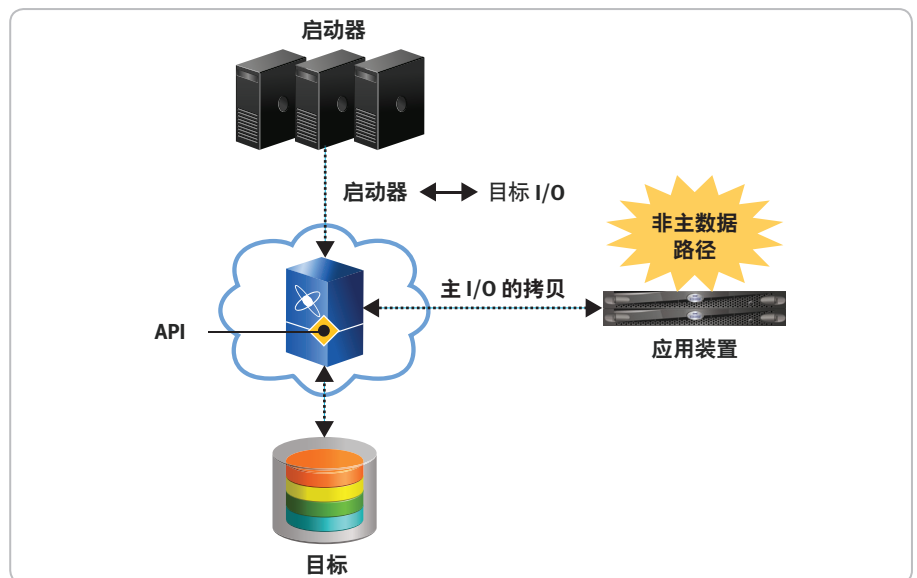 启动器
启动器 目标 I/O
非主数据
路径
主 I/O 的拷贝
API
应用装置
目标